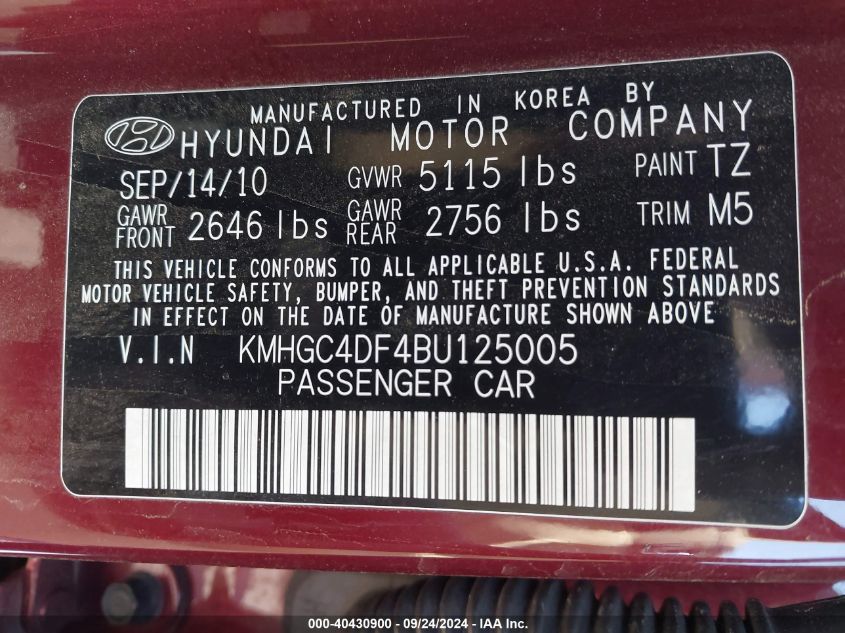 MANUFACTURED IN KOREA BY
HYUNDAI MOTOR COMPANY
SEP/14/10 GVWR 5115 lbs PAINT TZ
GAWR FRONT 2646 lbs GAWR REAR 2756 lbs TRIM M5
THIS VEHICLE CONFORMS TO ALL APPLICABLE U.S.A. FEDERAL
MOTOR VEHICLE SAFETY, BUMPER, AND THEFT PREVENTION STANDARDS
IN EFFECT ON THE DATE OF MANUFACTURE SHOWN ABOVE
V.I.N KMHGC4DF4BU125005
PASSENGER CAR
000-40430900 - 09/24/2024 - © IAA, Inc.